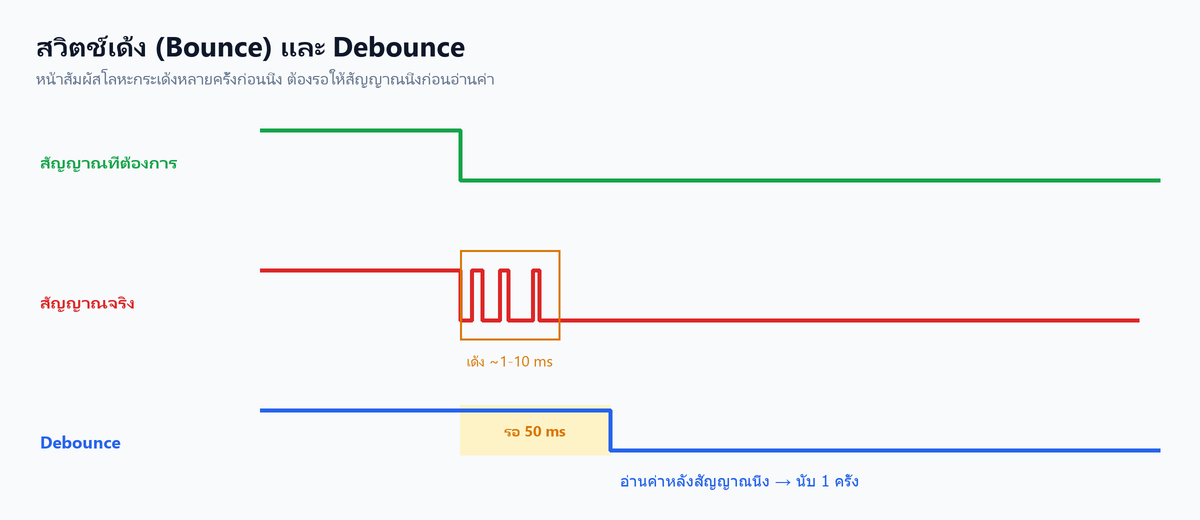 สวิตช์เด้ง (Bounce) และ Debounce
หน้าสัมผัสโลหะกระเด้งหลายครั้งก่อนนิ่ง ต้องรอให้สัญญาณนิ่งก่อนอ่านค่า
สัญญาณที่ต้องการ
สัญญาณจริง
เด้ง ~1-10 ms
รอ 50 ms
Debounce
อ่านค่าหลังสัญญาณนิ่ง → นับ 1 ครั้ง